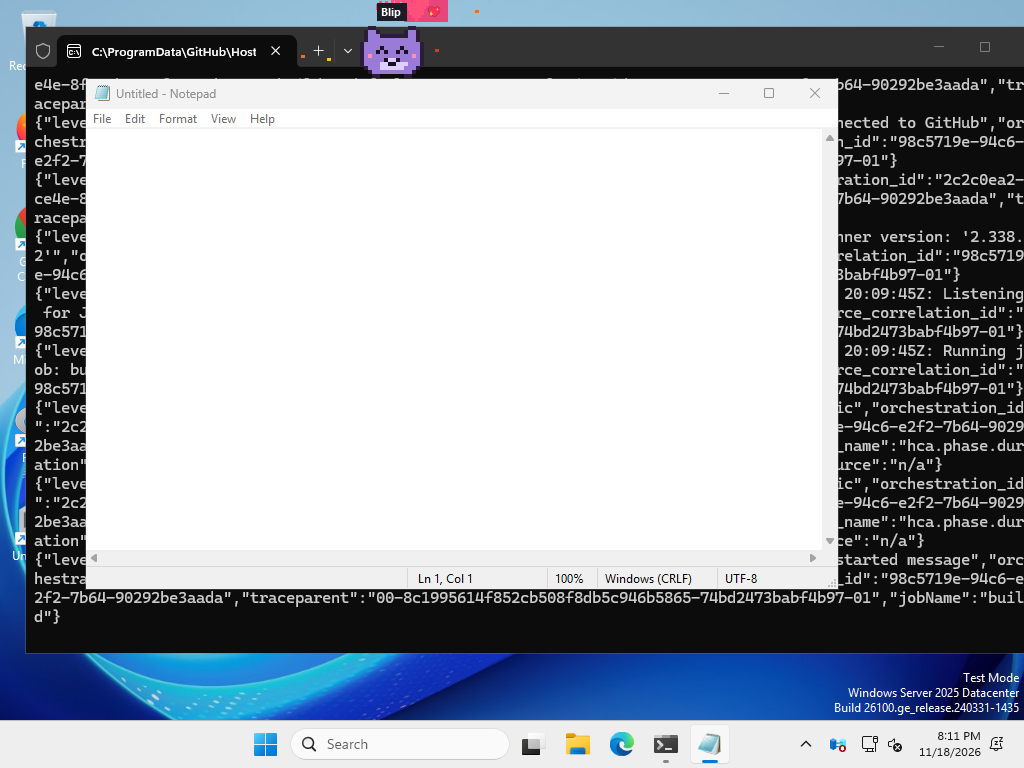 Blip
C:\ProgramData\GitHub\Host
Untitled - Notepad
File Edit Format View Help
b64-90292be3aada","tra
acepar
{"leve
nected to GitHub","or
chestr
n_id":"98c5719e-94c6-
e2f2-7
97-01"}
{"leve
ration_id":"2c2c0ea2-
ce4e-8
7b64-90292be3aada","t
racepa
{"leve
nner version: '2.338.
2'","o
relation_id":"98c5719
e-94c6
3babf4b97-01"}
{"leve
20:09:45Z: Listening
for J
rce_correlation_id":"
98c571
74bd2473babf4b97-01"}
{"leve
20:09:45Z: Running j
ob: bu
rce_correlation_id":"
98c571
74bd2473babf4b97-01"}
{"leve
ic","orchestration_id
":"2c2
e-94c6-e2f2-7b64-9029
2be3aa
_name":"hca.phase.dur
ation"
urce":"n/a"}
{"leve
ic","orchestration_id
":"2c2
e-94c6-e2f2-7b64-9029
2be3aa
_name":"hca.phase.dur
ation"
ce":"n/a"}
{"leve
started message","orc
hestra
_id":"98c5719e-94c6-e
2f2-7b64-90292be3aada","traceparent":"00-8c1995614f852cb508f8db5c946b5865-74bd2473babf4b97-01","jobName":"buil
d"}
Ln 1, Col 1
100%
Windows (CRLF)
UTF-8
Test Mode
Windows Server 2025 Datacenter
Build 26100.ge_release.240331-1435
Search
8:11 PM
11/18/2026